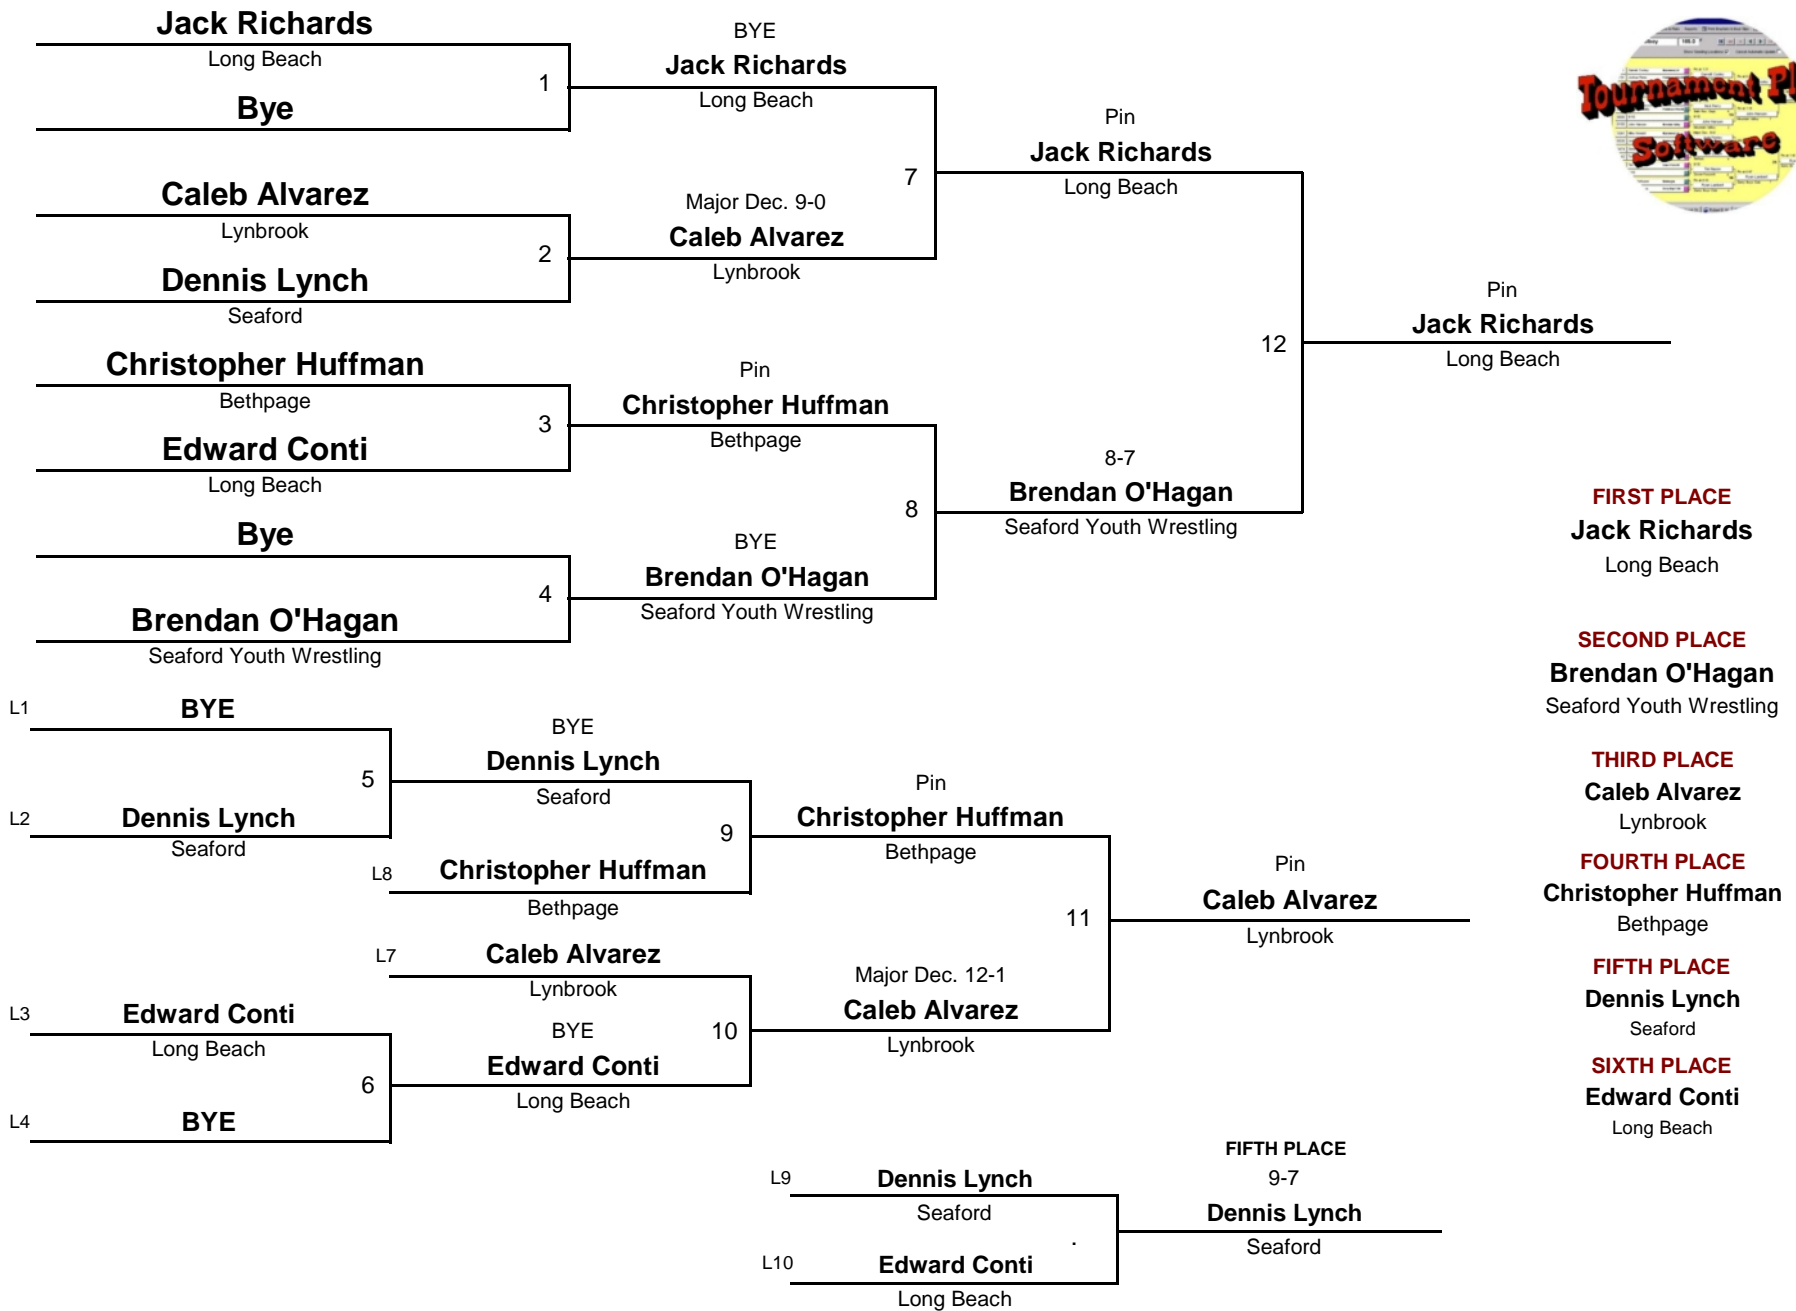 Jack Richards
Long Beach
1
Bye
BYE
Jack Richards
Long Beach
Caleb Alvarez
Lynbrook
2
Dennis Lynch
Seaford
Major Dec. 9-0
Caleb Alvarez
Lynbrook
7
Pin
Jack Richards
Long Beach
Christopher Huffman
Bethpage
3
Edward Conti
Long Beach
Pin
Christopher Huffman
Bethpage
Bye
4
Brendan O'Hagan
Seaford Youth Wrestling
BYE
Brendan O'Hagan
Seaford Youth Wrestling
8
8-7
Brendan O'Hagan
Seaford Youth Wrestling
12
Pin
Jack Richards
Long Beach
Tournament Pl
Software
FIRST PLACE
Jack Richards
Long Beach
SECOND PLACE
Brendan O'Hagan
Seaford Youth Wrestling
THIRD PLACE
Caleb Alvarez
Lynbrook
FOURTH PLACE
Christopher Huffman
Bethpage
FIFTH PLACE
Dennis Lynch
Seaford
SIXTH PLACE
Edward Conti
Long Beach
L1
BYE
5
L2
Dennis Lynch
Seaford
BYE
Dennis Lynch
Seaford
9
L8
Christopher Huffman
Bethpage
Pin
Christopher Huffman
Bethpage
L7
Caleb Alvarez
Lynbrook
L3
Edward Conti
Long Beach
6
L4
BYE
BYE
Edward Conti
Long Beach
10
Major Dec. 12-1
Caleb Alvarez
Lynbrook
11
Pin
Caleb Alvarez
Lynbrook
L9
Dennis Lynch
Seaford
.
L10
Edward Conti
Long Beach
FIFTH PLACE
9-7
Dennis Lynch
Seaford